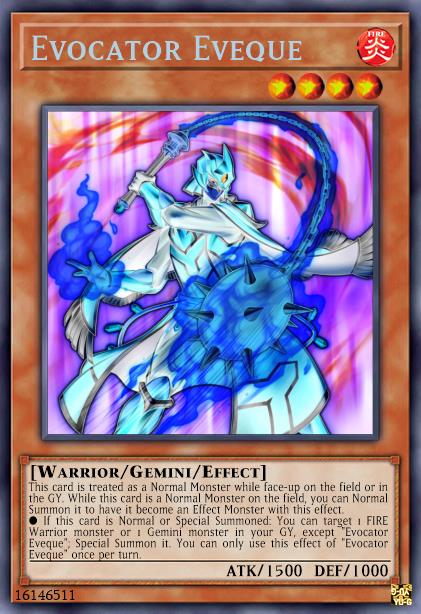 Evocator Eveque
FIRE
炎
[Warrior/Gemini/Effect]
This card is treated as a Normal Monster while face-up on the field or in
the GY. While this card is a Normal Monster on the field, you can Normal
Summon it to have it become an Effect Monster with this effect.
● If this card is Normal or Special Summoned: You can target 1 FIRE
Warrior monster or 1 Gemini monster in your GY, except "Evocator
Eveque"; Special Summon it. You can only use this effect of "Evocator
Eveque" once per turn.
ATK/1500 DEF/1000
16146511